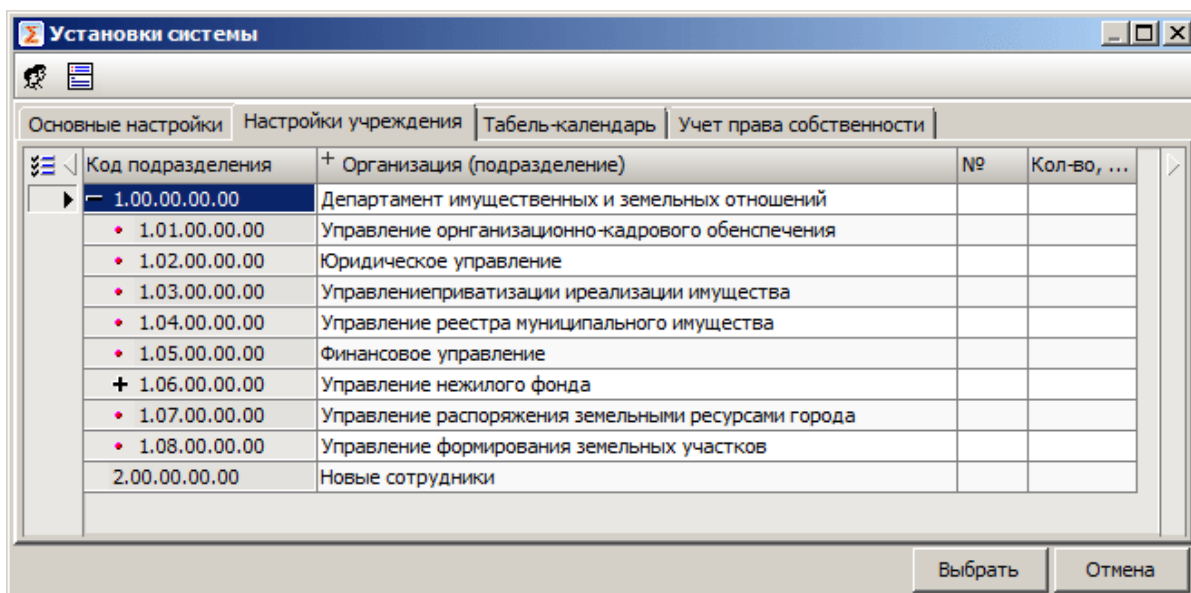 Установки системы
Основные настройки Настройки учреждения Табель-календарь Учет права собственности
Код подразделения + Организация (подразделение) № Кол-во, ...
1.00.00.00.00 Департамент имущественных и земельных отношений
1.01.00.00.00 Управление орнганизационно-кадрового обенспечения
1.02.00.00.00 Юридическое управление
1.03.00.00.00 Управлениеприватизации иреализации имущества
1.04.00.00.00 Управление реестра муниципального имущества
1.05.00.00.00 Финансовое управление
+ 1.06.00.00.00 Управление нежилого фонда
1.07.00.00.00 Управление распоряжения земельными ресурсами города
1.08.00.00.00 Управление формирования земельных участков
2.00.00.00.00 Новые сотрудники
Выбрать Отмена